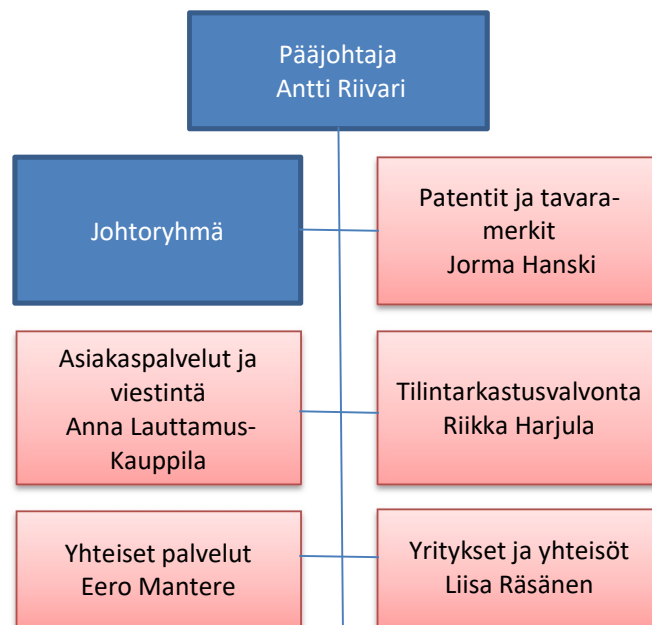 Pääjohtaja
Antti Riivari
Johtoryhmä
Patentit ja tavara-
merkit
Jorma Hanski
Asiakaspalvelut ja
viestintä
Anna Lauttamus-
Kauppila
Tilintarkastusvalvonta
Riikka Harjula
Yhteiset palvelut
Eero Mantere
Yritykset ja yhteisöt
Liisa Räsänen